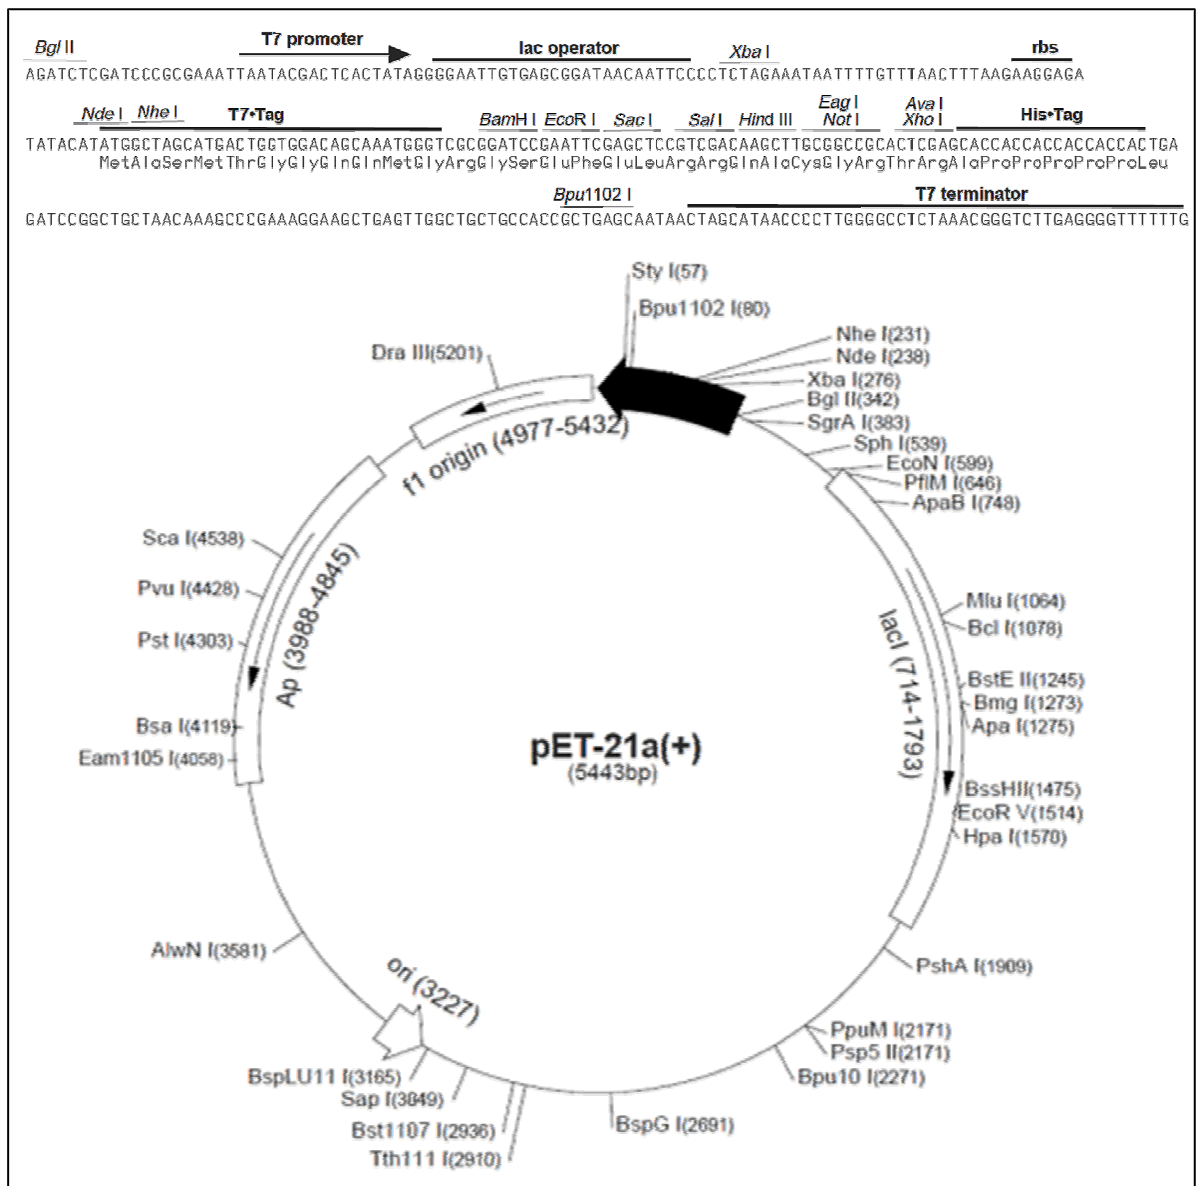 Bgl II T7 promoter lac operator Xba I rbs
AGATCTCGATCCCGCGAAATTAATACGACTCACTATAGGGGAATTGTGAGCGGATAACAATTCCCCTCTAGAAATAATTTTGTTTAACTTTAAGAAGGAGA
Nde I Nhe I T7•Tag BamH I EcoR I Sac I Sal I Hind III Eag I Not I Ava I Xho I His•Tag
TATACATATGGCTAGCATGACTGGTGGACAGCAAATGGGTCGCGGATCCGAATTCGAGCTCCGTCGACAAGCTTGCGGCCGCACTCGAGCACCACCACCACCACCACTGA
MetAlaSerMetThrGlyGlyGlnGlnMetGlyArgGlySerGluPheGluLeuArgArgGlnAlaCysGlyArgThrArgAlaProProProProProLeu
Bpu1102 I T7 terminator
GATCCGGCTGCTAACAAAGCCCGAAAGGAAGCTGAGTTGGCTGCTGCCACCGCTGAGCAATAACTAGCATAACCCCTTGGGGCCTCTAAACGGGTCTTGAGGGGTTTTTTG
Sty I(57)
Bpu1102 I(80)
Nhe I(231)
Nde I(238)
Xba I(276)
Bgl II(342)
SgrA I(383)
Sph I(539)
EcoN I(599)
PflM I(646)
ApaB I(748)
Mlu I(1064)
Bcl I(1078)
BstE II(1245)
Bmg I(1273)
Apa I(1275)
BssHII(1475)
EcoR V(1514)
Hpa I(1570)
PshA I(1909)
PpuM I(2171)
Psp5 II(2171)
Bpu10 I(2271)
BspG I(2691)
Tth111 I(2910)
Bst1107 I(2936)
Sap I(3049)
BspLU11 I(3165)
AlwN I(3581)
Eam1105 I(4058)
Bsa I(4119)
Pst I(4303)
Pvu I(4428)
Sca I(4538)
Dra III(5201)
f1 origin (4977-5432)
Ap (3988-4845)
lacI (714-1793)
ori (3227)
pET-21a(+)
(5443bp)